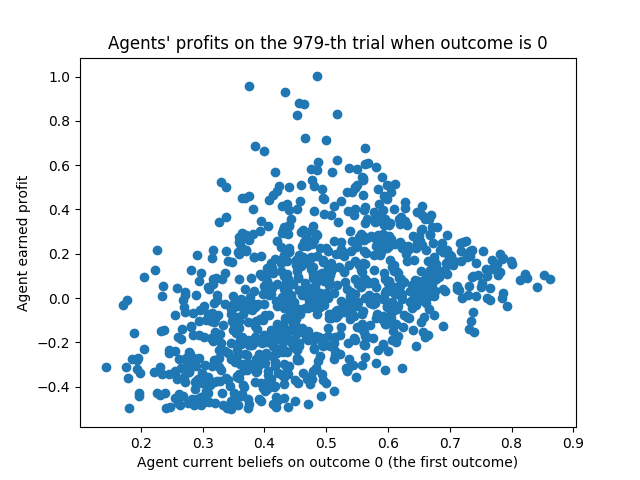 Agents' profits on the 979-th trial when outcome is 0
1.0
0.8
0.6
0.4
0.2
0.0
−0.2
−0.4
Agent earned profit
0.2 0.3 0.4 0.5 0.6 0.7 0.8 0.9
Agent current beliefs on outcome 0 (the first outcome)